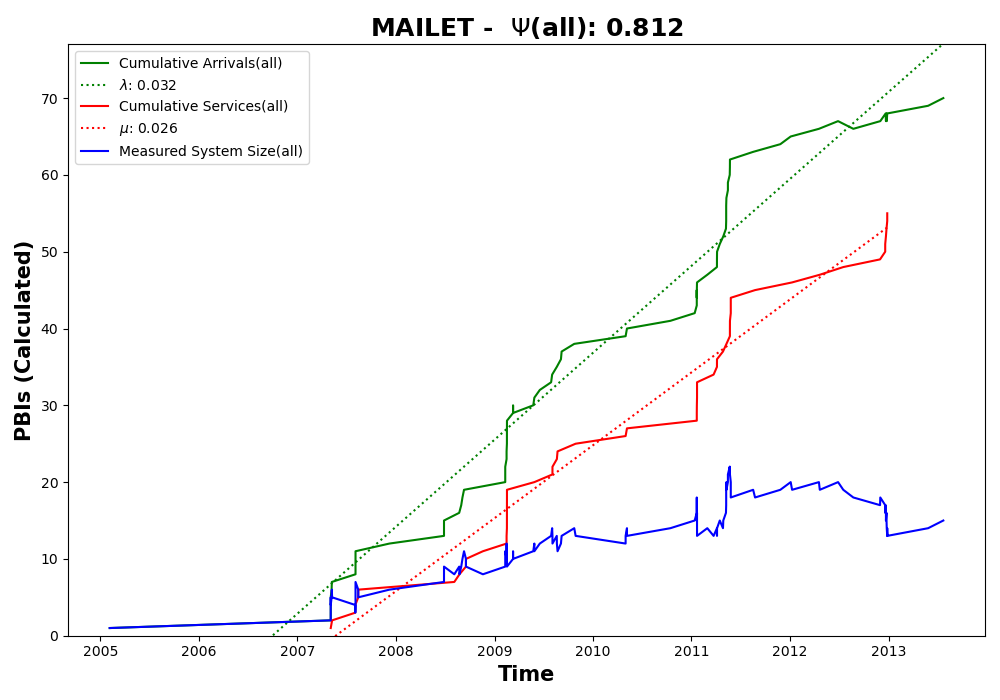 MAILET - Ψ(all): 0.812
Cumulative Arrivals(all)
λ: 0.032
Cumulative Services(all)
μ: 0.026
Measured System Size(all)
PBIs (Calculated)
70
60
50
40
30
20
10
0
2005 2006 2007 2008 2009 2010 2011 2012 2013
Time